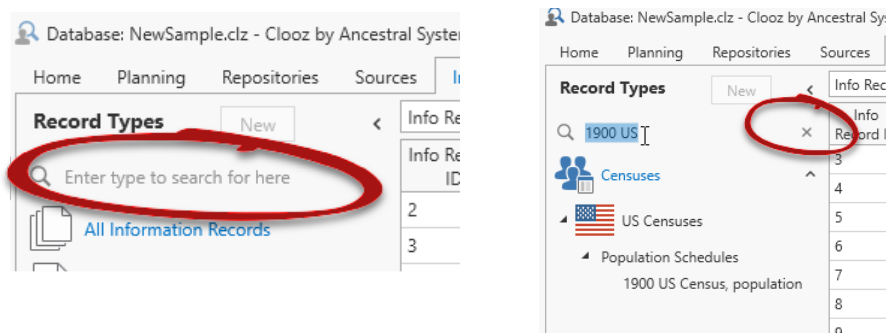 Database: NewSample.clz - Clooz by Ancestral Syste
Home Planning Repositories Sources
Record Types New Info Re
Enter type to search for here
Info Re
ID
All Information Records
2
3
Database: NewSample.clz - Clooz by Ancestral Sy
Home Planning Repositories Sources
Record Types New Info Rec
1900 US
Info
Record I
Censuses
US Censuses
Population Schedules
1900 US Census, population
3
4
5
6
7
8